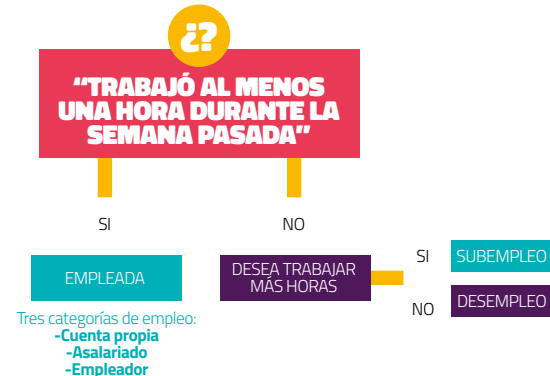 ¿?
“TRABAJÓ AL MENOS
UNA HORA DURANTE LA
SEMANA PASADA”
SI
NO
EMPLEADA
DESEA TRABAJAR
MÁS HORAS
SI
SUBEMPLEO
NO
DESEMPLEO
Tres categorías de empleo:
-Cuenta propia
-Asalariado
-Empleador